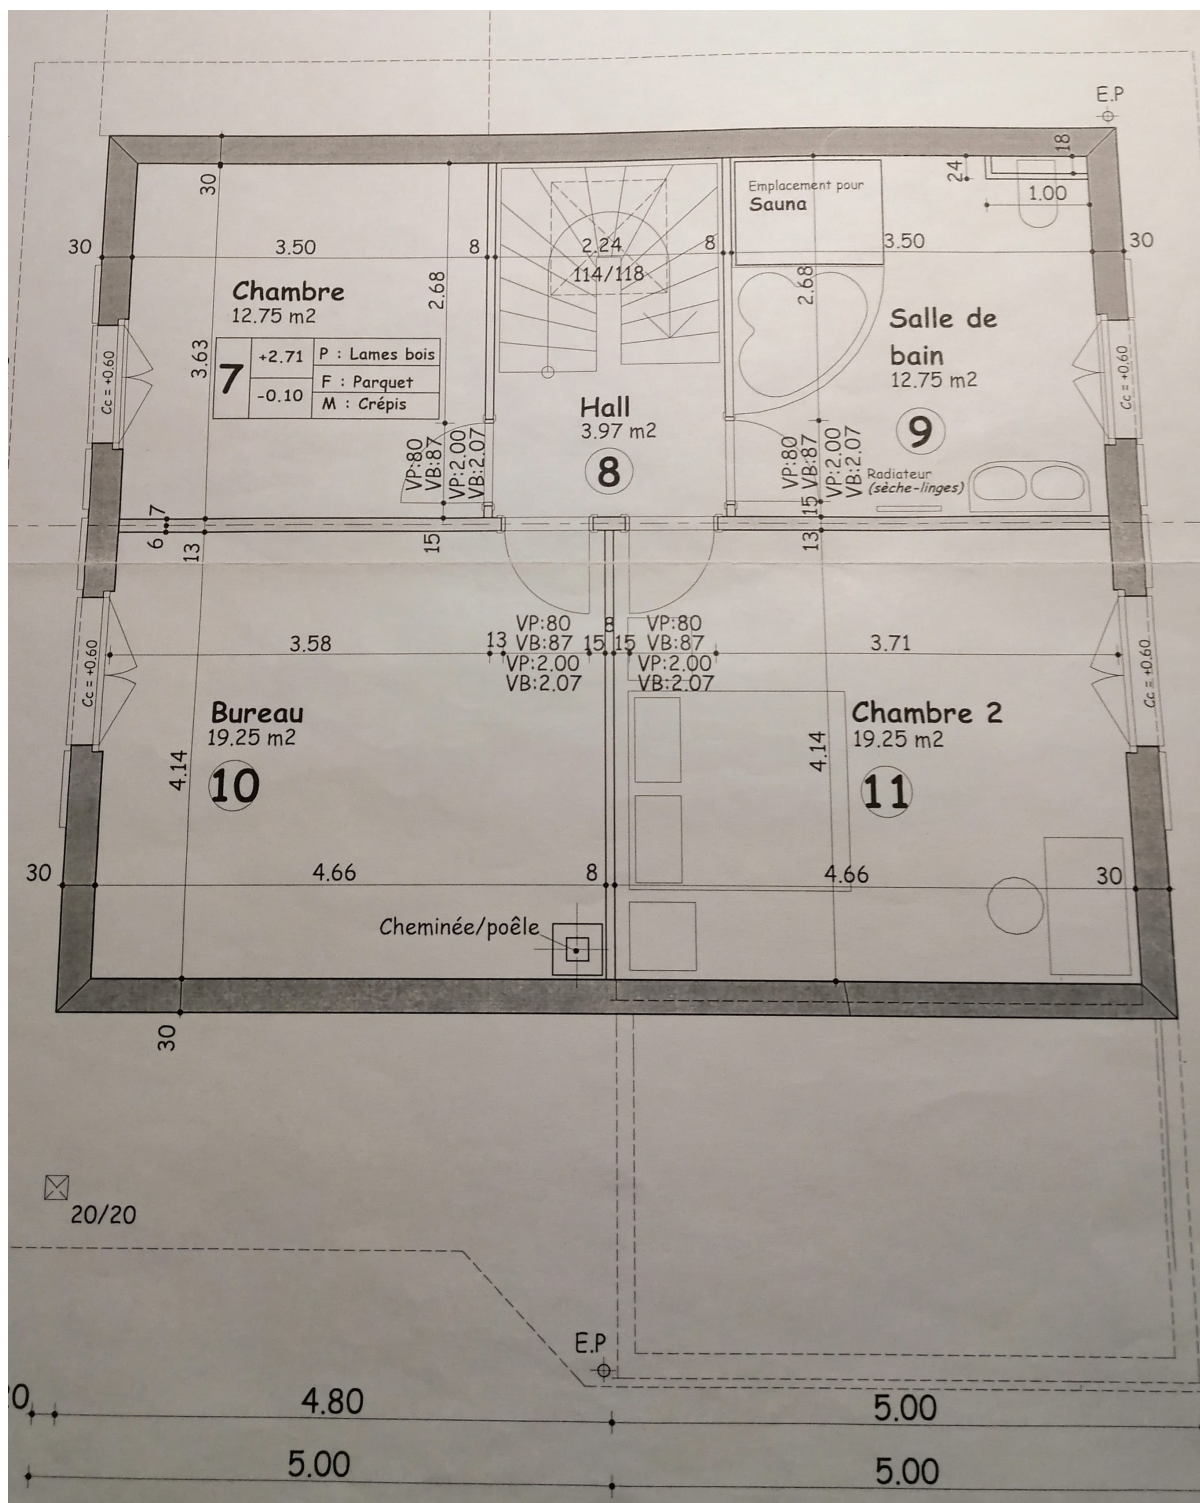 E.P
18
24
1.00
30
Emplacement pour
Sauna
30
3.50
8
2.24
8
3.50
30
114/118
2.68
2.68
Chambre
12.75 m2
7
+2.71
-0.10
P : Lames bois
F : Parquet
M : Crépis
3.63
Cc = +0,60
Salle de
bain
12.75 m2
9
Cc = +0,60
Hall
3.97 m2
8
VP:80
VB:87
VP:2.00
VB:2.07
VP:80
VB:87
VP:2.00
VB:2.07
15
Radiateur
(sèche-linges)
7
6
13
15
13
3.58
13
VP:80
VB:87
VP:2.00
VB:2.07
15
8
15
VP:80
VB:87
VP:2.00
VB:2.07
3.71
Cc = +0,60
Cc = +0,60
Bureau
19.25 m2
10
4.14
Chambre 2
19.25 m2
11
4.14
30
4.66
8
4.66
30
Cheminée/poêle
30
20/20
E.P
4.80
5.00
5.00
5.00